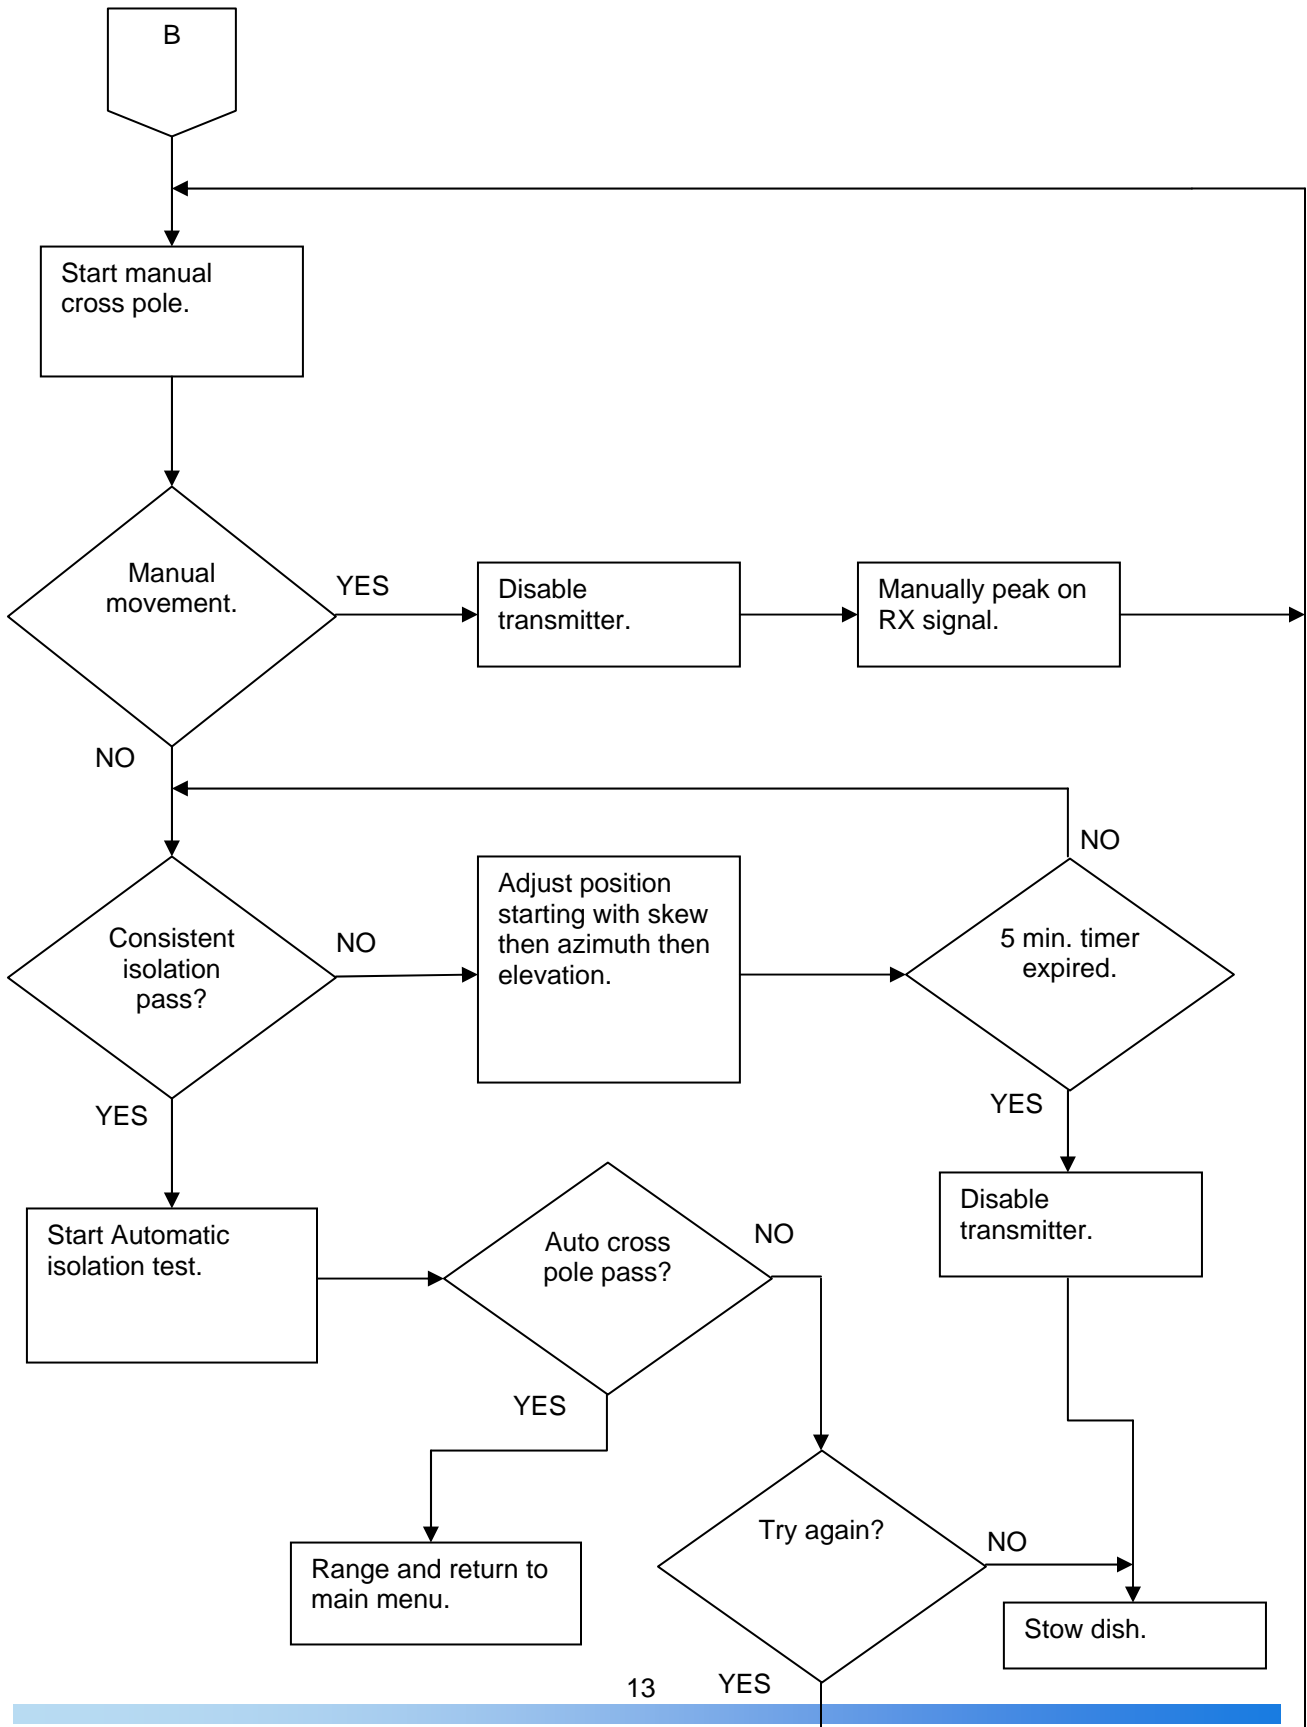 B
Start manual
cross pole.
Manual
movement.
YES
Disable
transmitter.
Manually peak on
RX signal.
NO
NO
Consistent
isolation
pass?
NO
Adjust position
starting with skew
then azimuth then
elevation.
5 min. timer
expired.
YES
YES
Start Automatic
isolation test.
Auto cross
pole pass?
NO
Disable
transmitter.
YES
Range and return to
main menu.
Try again?
NO
Stow dish.
YES
13